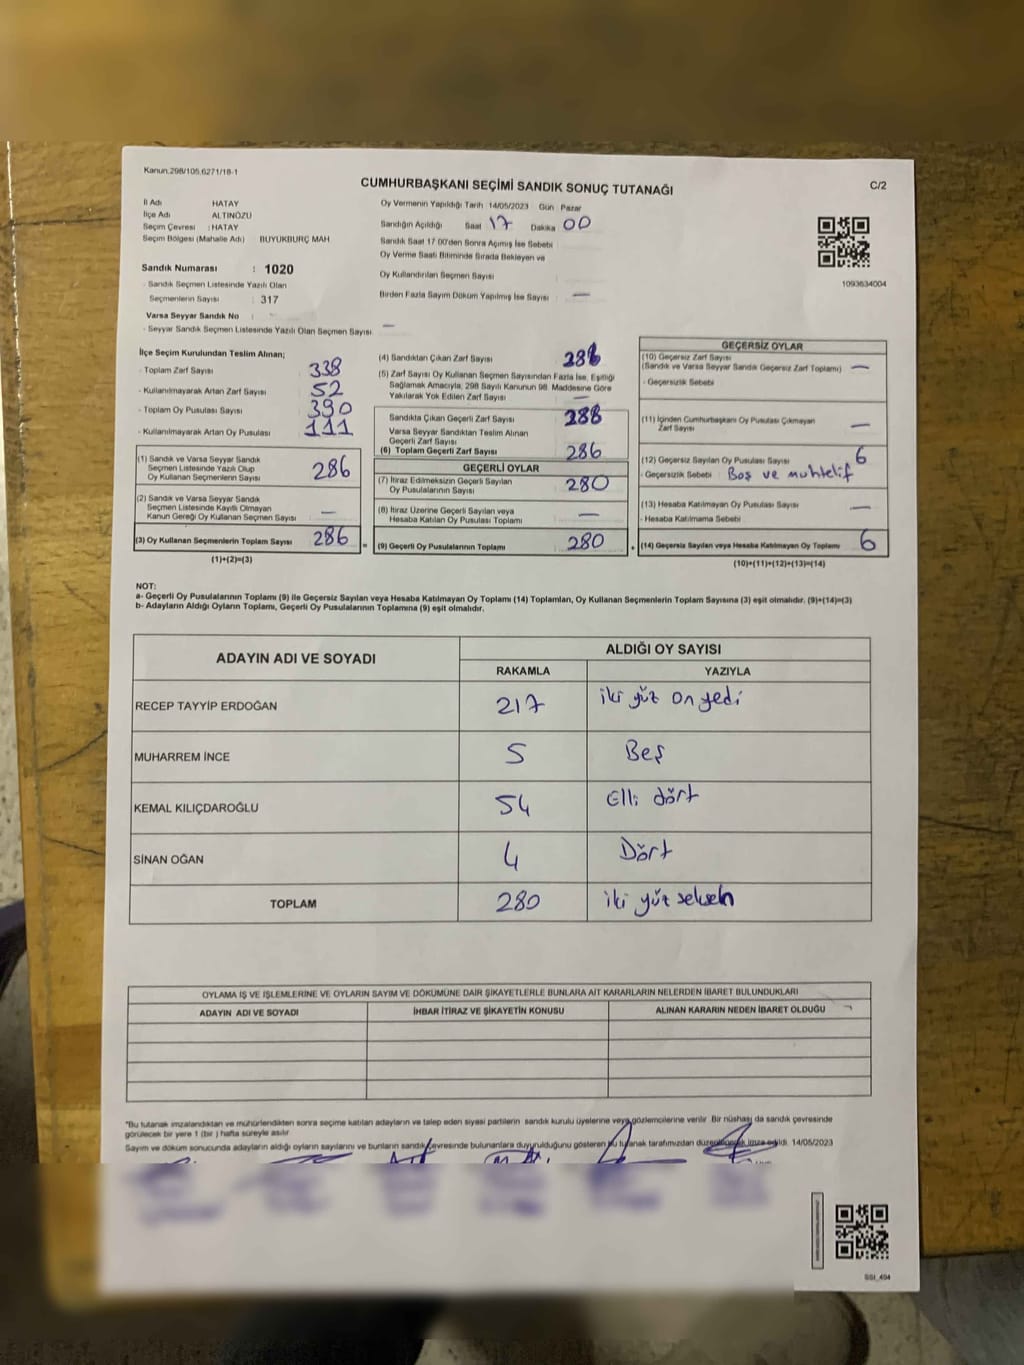 Kanun.298/105.6271/18-1
CUMHURBAŞKANI SEÇİMİ SANDIK SONUÇ TUTANAĞI
C/2
İl Adı HATAY
İlçe Adı ALTINÖZÜ
Seçim Çevresi : HATAY
Seçim Bölgesi (Mahalle Adı) BÜYÜKBURÇ MAH
Sandık Numarası : 1020
- Sandık Seçmen Listesinde Yazılı Olan
Seçmenlerin Sayısı : 317
Varsa Seyyar Sandık No :
- Seyyar Sandık Seçmen Listesinde Yazılı Olan Seçmen Sayısı —
Oy Vermenin Yapıldığı Tarih 14/05/2023 Gün Pazar
Sandığın Açıldığı Saat 17 Dakika 00
Sandık Saat 17 00'den Sonra Açımış İse Sebebi
Oy Verme Saati Bitiminde Sırada Bekleyen ve
Oy Kullandırılan Seçmen Sayısı
Birden Fazla Sayım Döküm Yapılmış İse Sayısı —
1093634004
İlçe Seçim Kurulundan Teslim Alınan;
- Toplam Zarf Sayısı 338
- Kullanılmayarak Artan Zarf Sayısı 52
- Toplam Oy Pusulası Sayısı 390
- Kullanılmayarak Artan Oy Pusulası 111
(1) Sandık ve Varsa Seyyar Sandık
Seçmen Listesinde Yazılı Olup
Oy Kullanan Seçmenlerin Sayısı 286
(2) Sandık ve Varsa Seyyar Sandık
Seçmen Listesinde Kayıtlı Olmayan
Kanun Gereği Oy Kullanan Seçmen Sayısı —
(3) Oy Kullanan Seçmenlerin Toplam Sayısı 286
(1)+(2)=(3)
(4) Sandıktan Çıkan Zarf Sayısı 286
(5) Zarf Sayısı Oy Kullanan Seçmen Sayısından Fazla İse, Eşitliği
Sağlamak Amacıyla, 298 Sayılı Kanunun 98. Maddesine Göre
Yakılarak Yok Edilen Zarf Sayısı —
Sandıkta Çıkan Geçerli Zarf Sayısı 286
Varsa Seyyar Sandıktan Teslim Alınan
Geçerli Zarf Sayısı
(6) Toplam Geçerli Zarf Sayısı 286
GEÇERLİ OYLAR
(7) İtiraz Edilmeksizin Geçerli Sayılan
Oy Pusulalarının Sayısı 280
(8) İtiraz Üzerine Geçerli Sayılan veya
Hesaba Katılan Oy Pusulası Toplamı —
= (9) Geçerli Oy Pusulalarının Toplamı 280
GEÇERSİZ OYLAR
(10) Geçersiz Zarf Sayısı
(Sandık ve Varsa Seyyar Sandık Geçersiz Zarf Toplamı) —
- Geçersizlik Sebebi
(11) İçinden Cumhurbaşkanı Oy Pusulası Çıkmayan
Zarf Sayısı —
(12) Geçersiz Sayılan Oy Pusulası Sayısı 6
- Geçersizlik Sebebi Boş ve muhtelif
(13) Hesaba Katılmayan Oy Pusulası Sayısı —
- Hesaba Katılmama Sebebi
+ (14) Geçersiz Sayılan veya Hesaba Katılmayan Oy Toplamı 6
(10)+(11)+(12)+(13)=(14)
NOT:
a- Geçerli Oy Pusulalarının Toplamı (9) ile Geçersiz Sayılan veya Hesaba Katılmayan Oy Toplamı (14) Toplamları, Oy Kullanan Seçmenlerin Toplam Sayısına (3) eşit olmalıdır. (9)+(14)=(3)
b- Adayların Aldığı Oyların Toplamı, Geçerli Oy Pusulalarının Toplamına (9) eşit olmalıdır.
ADAYIN ADI VE SOYADI ALDIĞI OY SAYISI
RAKAMLA YAZIYLA
RECEP TAYYİP ERDOĞAN 217 iki yüz on yedi
MUHARREM İNCE 5 Beş
KEMAL KILIÇDAROĞLU 54 Elli dört
SİNAN OĞAN 4 Dört
TOPLAM 280 iki yüz seksen
OYLAMA İŞ VE İŞLEMLERİNE VE OYLARIN SAYIM VE DÖKÜMÜNE DAİR ŞİKAYETLERLE BUNLARA AİT KARARLARIN NELERDEN İBARET BULUNDUKLARI
ADAYIN ADI VE SOYADI İHBAR İTİRAZ VE ŞİKAYETİN KONUSU ALINAN KARARIN NEDEN İBARET OLDUĞU
*Bu tutanak imzalandıktan ve mühürlendikten sonra seçime katılan adayların ve talep eden siyasi partilerin sandık kurulu üyelerine veya gözlemcilerine verilir Bir nüshası da sandık çevresinde
görülecek bir yere 1 (bir ) hafta süreyle asılır
Sayım ve döküm sonucunda adayların aldığı oyların sayılarını ve bunların sandık çevresinde bulunanlara duyurulduğunu gösteren bu tutanak tarafımızdan düzenlenerek imza edildi. 14/05/2023
SSI_494